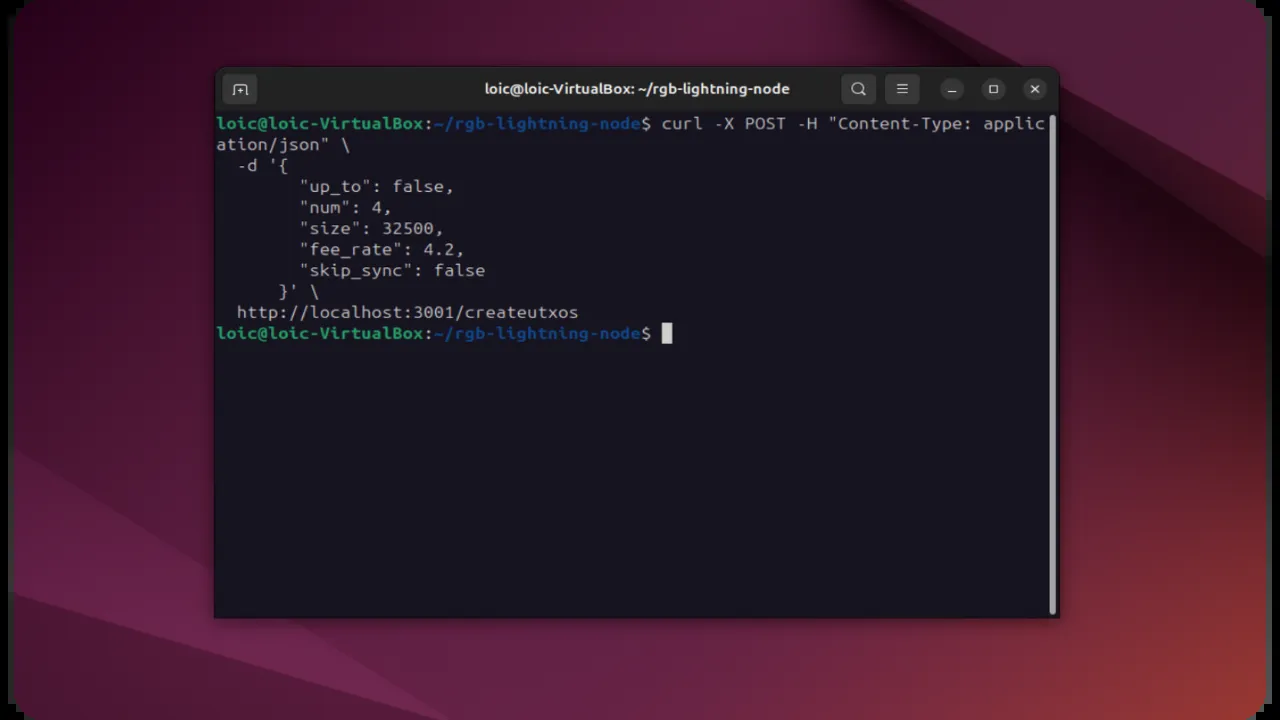 loic@loic-VirtualBox: ~/rgb-lightning-node
loic@loic-VirtualBox:~/rgb-lightning-node$ curl -X POST -H "Content-Type: applic
ation/json" \
  -d '{
        "up_to": false,
        "num": 4,
        "size": 32500,
        "fee_rate": 4.2,
        "skip_sync": false
      }' \
  http://localhost:3001/createutxos
loic@loic-VirtualBox:~/rgb-lightning-node$